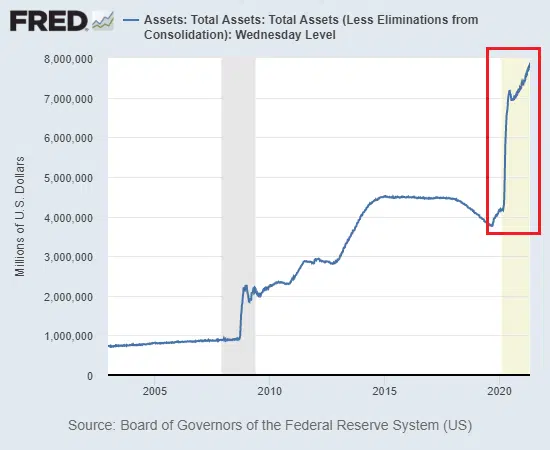 FRED
Assets: Total Assets: Total Assets (Less Eliminations from
Consolidation): Wednesday Level
Millions of U.S. Dollars
8,000,000
7,000,000
6,000,000
5,000,000
4,000,000
3,000,000
2,000,000
1,000,000
0
2005 2010 2015 2020
Source: Board of Governors of the Federal Reserve System (US)